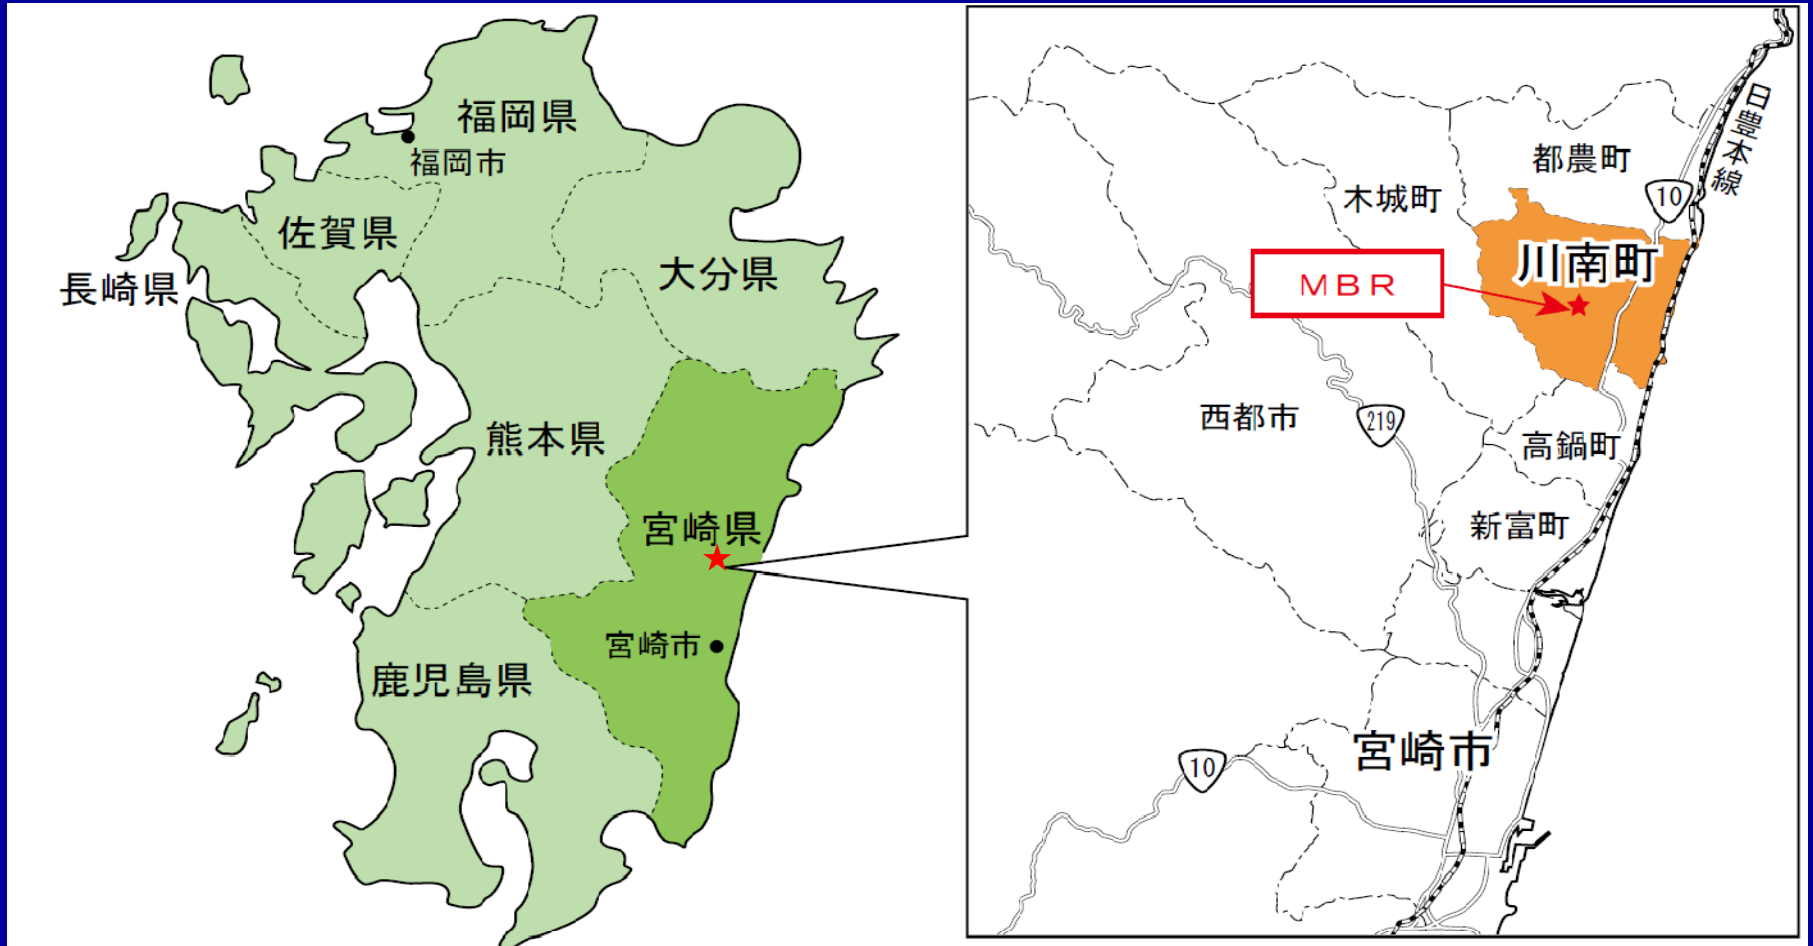 福岡県
福岡市
佐賀県
長崎県
大分県
熊本県
宮崎県
宮崎市
鹿児島県
日豊本線
都農町
10
木城町
川南町
MBR
西都市
219
高鍋町
新富町
宮崎市
10